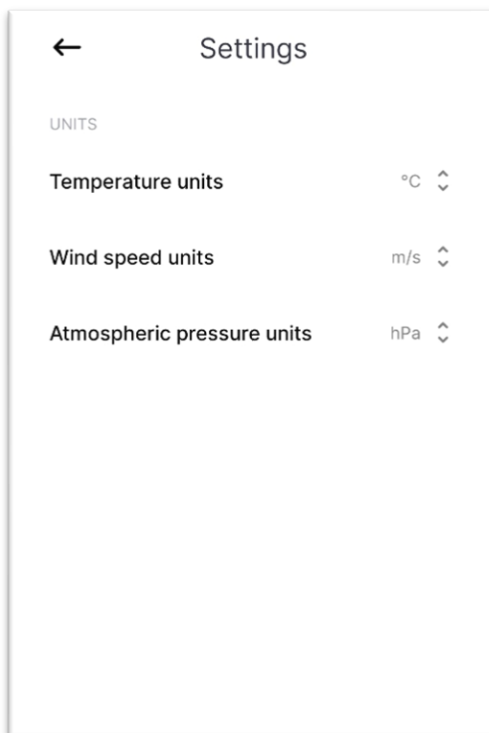 Settings
UNITS
Temperature units °C
Wind speed units m/s
Atmospheric pressure units hPa